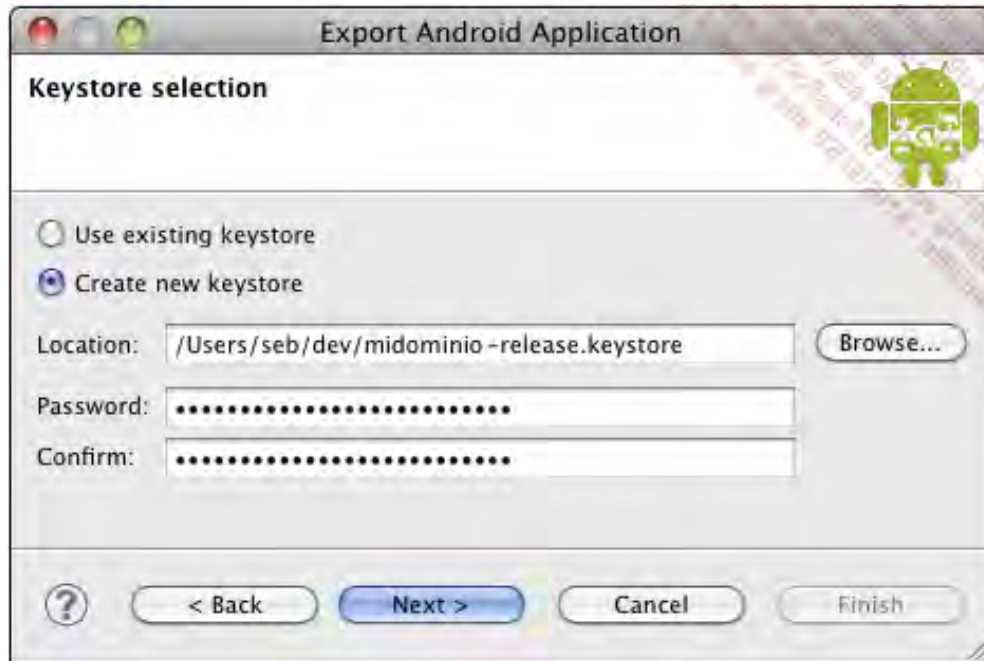 Export Android Application
Keystore selection
Use existing keystore
Create new keystore
Location: /Users/seb/dev/midominio-release.keystore Browse...
Password: ••••••••••••••••••••••••••
Confirm: ••••••••••••••••••••••••••
? < Back Next > Cancel Finish